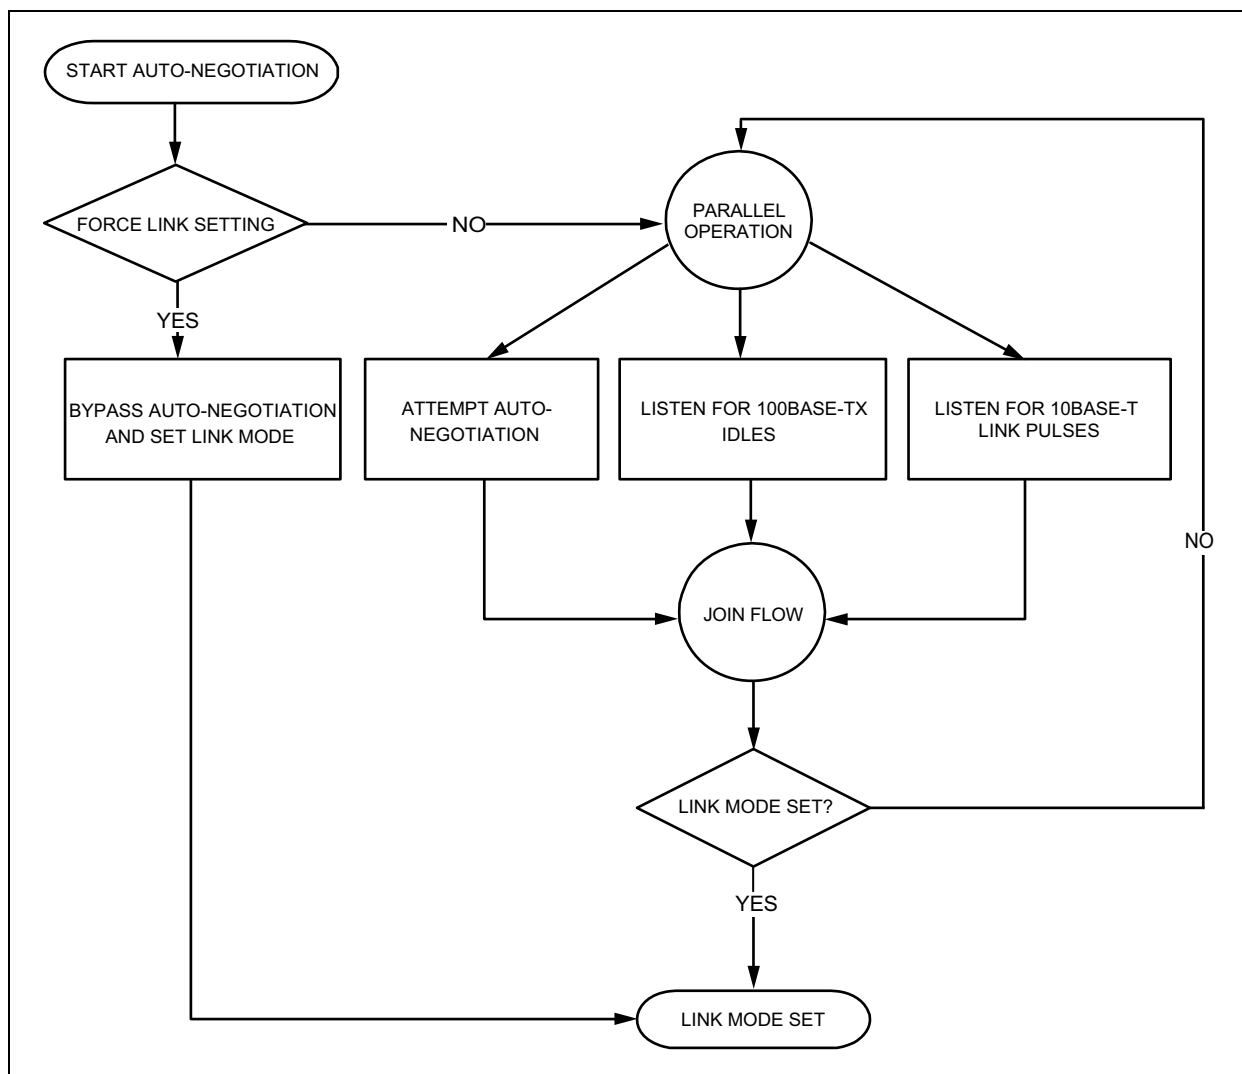 START AUTO-NEGOTIATION
FORCE LINK SETTING
NO
PARALLEL
OPERATION
YES
BYPASS AUTO-NEGOTIATION
AND SET LINK MODE
ATTEMPT AUTO-
NEGOTIATION
LISTEN FOR 100BASE-TX
IDLES
LISTEN FOR 10BASE-T
LINK PULSES
NO
JOIN FLOW
LINK MODE SET?
YES
LINK MODE SET